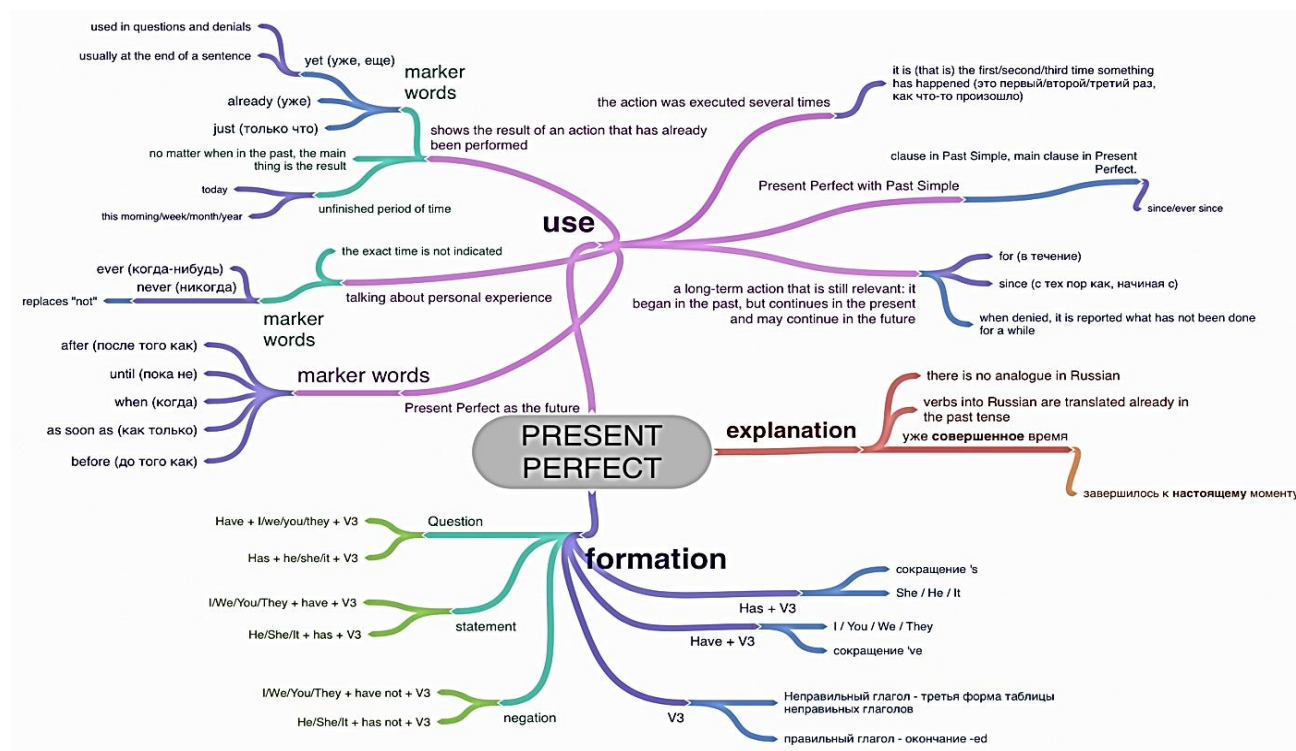 used in questions and denials
usually at the end of a sentence
yet (уже, еще)
already (уже)
just (только что)
marker
words
shows the result of an action that has already
been performed
no matter when in the past, the main
thing is the result
today
this morning/week/month/year
unfinished period of time
use
the exact time is not indicated
ever (когда-нибудь)
never (никогда)
replaces "not"
marker
words
talking about personal experience
after (после того как)
until (пока не)
when (когда)
as soon as (как только)
before (до того как)
marker words
Present Perfect as the future
the action was executed several times
it is (that is) the first/second/third time something
has happened (это первый/второй/третий раз,
как что-то произошло)
Present Perfect with Past Simple
clause in Past Simple, main clause in Present
Perfect.
since/ever since
a long-term action that is still relevant: it
began in the past, but continues in the present
and may continue in the future
for (в течение)
since (с тех пор как, начиная с)
when denied, it is reported what has not been done
for a while
PRESENT
PERFECT
explanation
there is no analogue in Russian
verbs into Russian are translated already in
the past tense
уже совершенное время
завершилось к настоящему моменту
formation
Question
Have + I/we/you/they + V3
Has + he/she/it + V3
statement
I/We/You/They + have + V3
He/She/It + has + V3
negation
I/We/You/They + have not + V3
He/She/It + has not + V3
Has + V3
сокращение 's
She / He / It
Have + V3
I / You / We / They
сокращение 've
V3
Неправильный глагол - третья форма таблицы
неправиьных глаголов
правильный глагол - окончание -ed